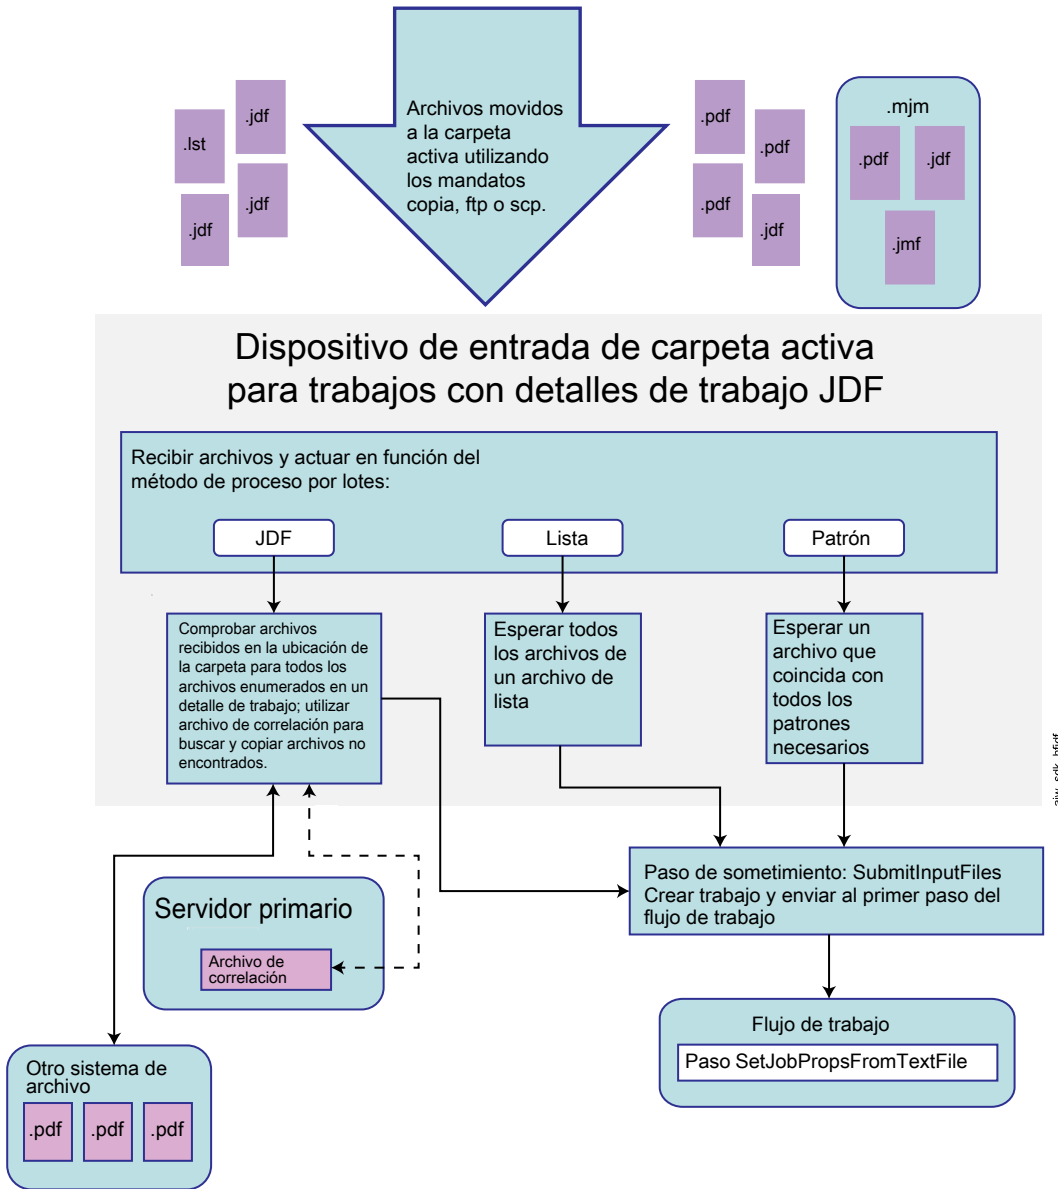 .lst
.jdf
.jdf
.jdf
Archivos movidos
a la carpeta
activa utilizando
los mandatos
copia, ftp o scp.
.pdf
.pdf
.pdf
.jdf
.mjm
.pdf
.jdf
.jmf
Dispositivo de entrada de carpeta activa
para trabajos con detalles de trabajo JDF
Recibir archivos y actuar en función del
método de proceso por lotes:
JDF
Lista
Patrón
Comprobar archivos
recibidos en la ubicación de
la carpeta para todos los
archivos enumerados en un
detalle de trabajo; utilizar
archivo de correlación para
buscar y copiar archivos no
encontrados.
Esperar todos
los archivos de
un archivo de
lista
Esperar un
archivo que
coincida con
todos los
patrones
necesarios
Paso de sometimiento: SubmitInputFiles
Crear trabajo y enviar al primer paso del
flujo de trabajo
Servidor primario
Archivo de
correlación
Flujo de trabajo
Paso SetJobPropsFromTextFile
Otro sistema de
archivo
.pdf
.pdf
.pdf